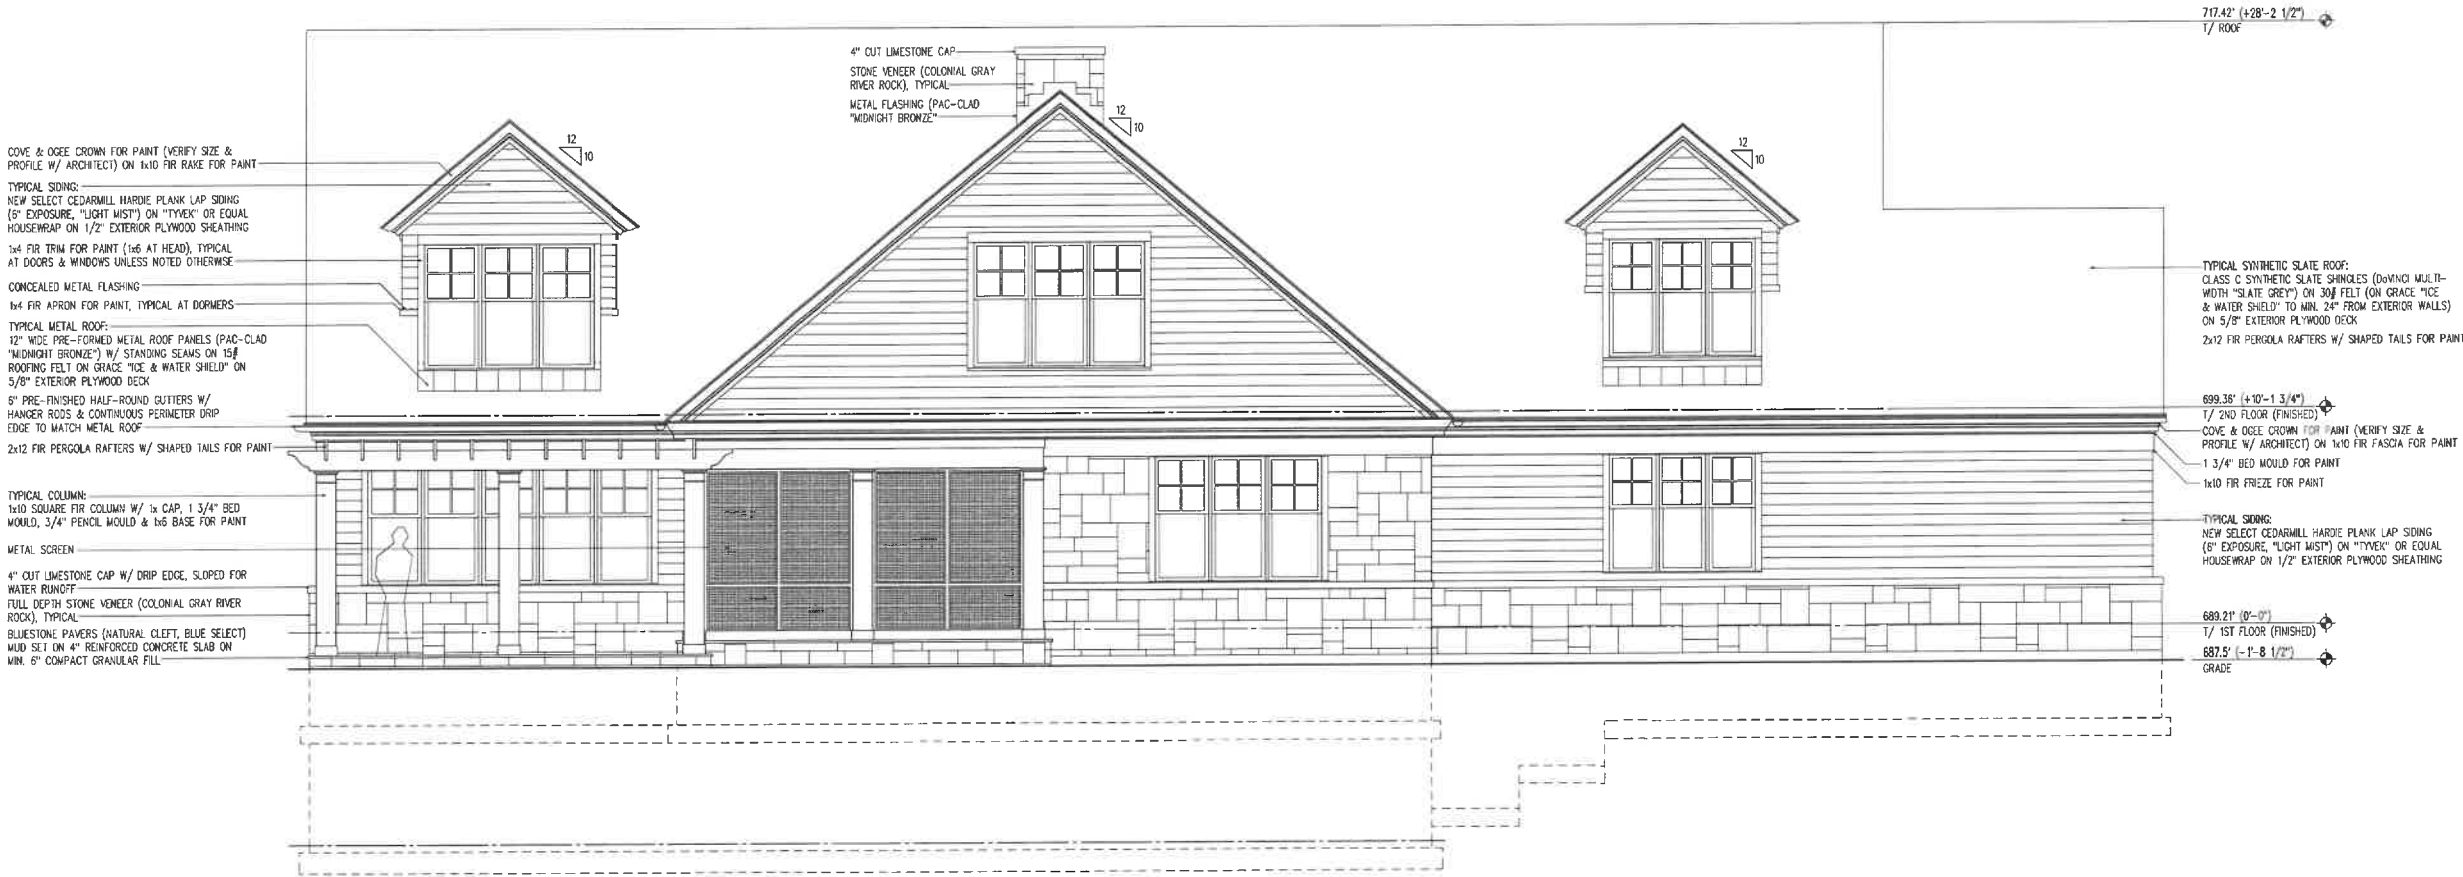 COVE & OGEE CROWN FOR PAINT (VERIFY SIZE &
PROFILE W/ ARCHITECT) ON 1x10 FIR RAKE FOR PAINT
TYPICAL SIDING:
NEW SELECT CEDARMILL HARDIE PLANK LAP SIDING
(6" EXPOSURE, "LIGHT MIST") ON "TYVEK" OR EQUAL
HOUSEWRAP ON 1/2" EXTERIOR PLYWOOD SHEATHING
1x4 FIR TRIM FOR PAINT (1x6 AT HEAD), TYPICAL
AT DOORS & WINDOWS UNLESS NOTED OTHERWISE
CONCEALED METAL FLASHING
1x4 FIR APRON FOR PAINT, TYPICAL AT DORMERS
TYPICAL METAL ROOF:
12" WIDE PRE-FORMED METAL ROOF PANELS (PAC-CLAD
"MIDNIGHT BRONZE") W/ STANDING SEAMS ON 15#
ROOFING FELT ON GRACE "ICE & WATER SHIELD" ON
5/8" EXTERIOR PLYWOOD DECK
6" PRE-FINISHED HALF-ROUND GUTTERS W/
HANGER RODS & CONTINUOUS PERIMETER DRIP
EDGE TO MATCH METAL ROOF
2x12 FIR PERGOLA RAFTERS W/ SHAPED TAILS FOR PAINT
TYPICAL COLUMN:
1x10 SQUARE FIR COLUMN W/ 1x CAP, 1 3/4" BED
MOULD, 3/4" PENCIL MOULD & 1x6 BASE FOR PAINT
METAL SCREEN
4" CUT LIMESTONE CAP W/ DRIP EDGE, SLOPED FOR
WATER RUNOFF
FULL DEPTH STONE VENEER (COLONIAL GRAY RIVER
ROCK), TYPICAL
BLUESTONE PAVERS (NATURAL CLEFT, BLUE SELECT)
MUD SET ON 4" REINFORCED CONCRETE SLAB ON
MIN. 6" COMPACT GRANULAR FILL
12
10
4" CUT LIMESTONE CAP
STONE VENEER (COLONIAL GRAY
RIVER ROCK), TYPICAL
METAL FLASHING (PAC-CLAD
"MIDNIGHT BRONZE"
12
10
12
10
717.42' (+28'-2 1/2")
T/ ROOF
TYPICAL SYNTHETIC SLATE ROOF:
CLASS C SYNTHETIC SLATE SHINGLES (DaVINCI MULTI-
WIDTH "SLATE GREY") ON 30# FELT (ON GRACE "ICE
& WATER SHIELD" TO MIN. 24" FROM EXTERIOR WALLS)
ON 5/8" EXTERIOR PLYWOOD DECK
2x12 FIR PERGOLA RAFTERS W/ SHAPED TAILS FOR PAINT
699.36' (+10'-1 3/4")
T/ 2ND FLOOR (FINISHED)
COVE & OGEE CROWN FOR PAINT (VERIFY SIZE &
PROFILE W/ ARCHITECT) ON 1x10 FIR FASCIA FOR PAINT
1 3/4" BED MOULD FOR PAINT
1x10 FIR FRIEZE FOR PAINT
TYPICAL SIDING:
NEW SELECT CEDARMILL HARDIE PLANK LAP SIDING
(6" EXPOSURE, "LIGHT MIST") ON "TYVEK" OR EQUAL
HOUSEWRAP ON 1/2" EXTERIOR PLYWOOD SHEATHING
689.21' (0'-0")
T/ 1ST FLOOR (FINISHED)
687.5' (-1'-8 1/2")
GRADE